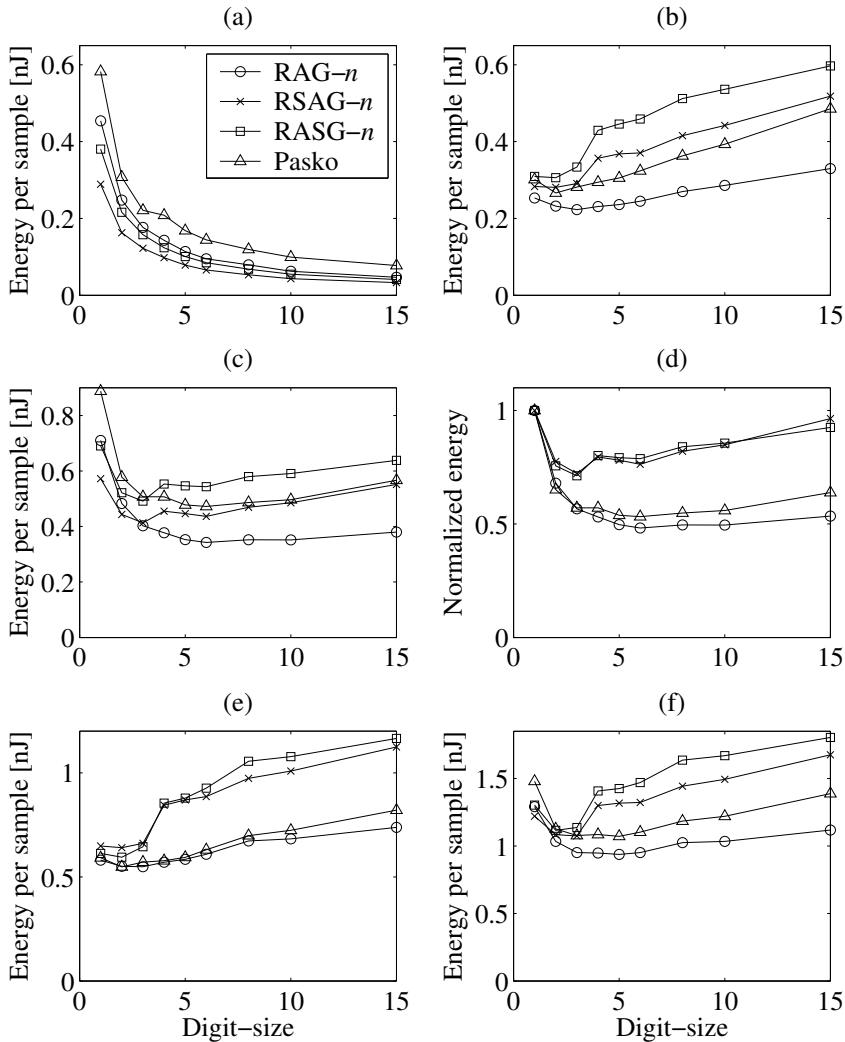 (a)
Energy per sample [nJ]
0.6
0.4
0.2
0
0 5 10 15
RAG−n
RSAG−n
RASG−n
Pasko
(b)
Energy per sample [nJ]
0.6
0.4
0.2
0
0 5 10 15
(c)
Energy per sample [nJ]
0.8
0.6
0.4
0.2
0
0 5 10 15
(d)
Normalized energy
1
0.5
0
0 5 10 15
(e)
Energy per sample [nJ]
1
0.5
0
0 5 10 15
Digit−size
(f)
Energy per sample [nJ]
1.5
1
0.5
0
0 5 10 15
Digit−size